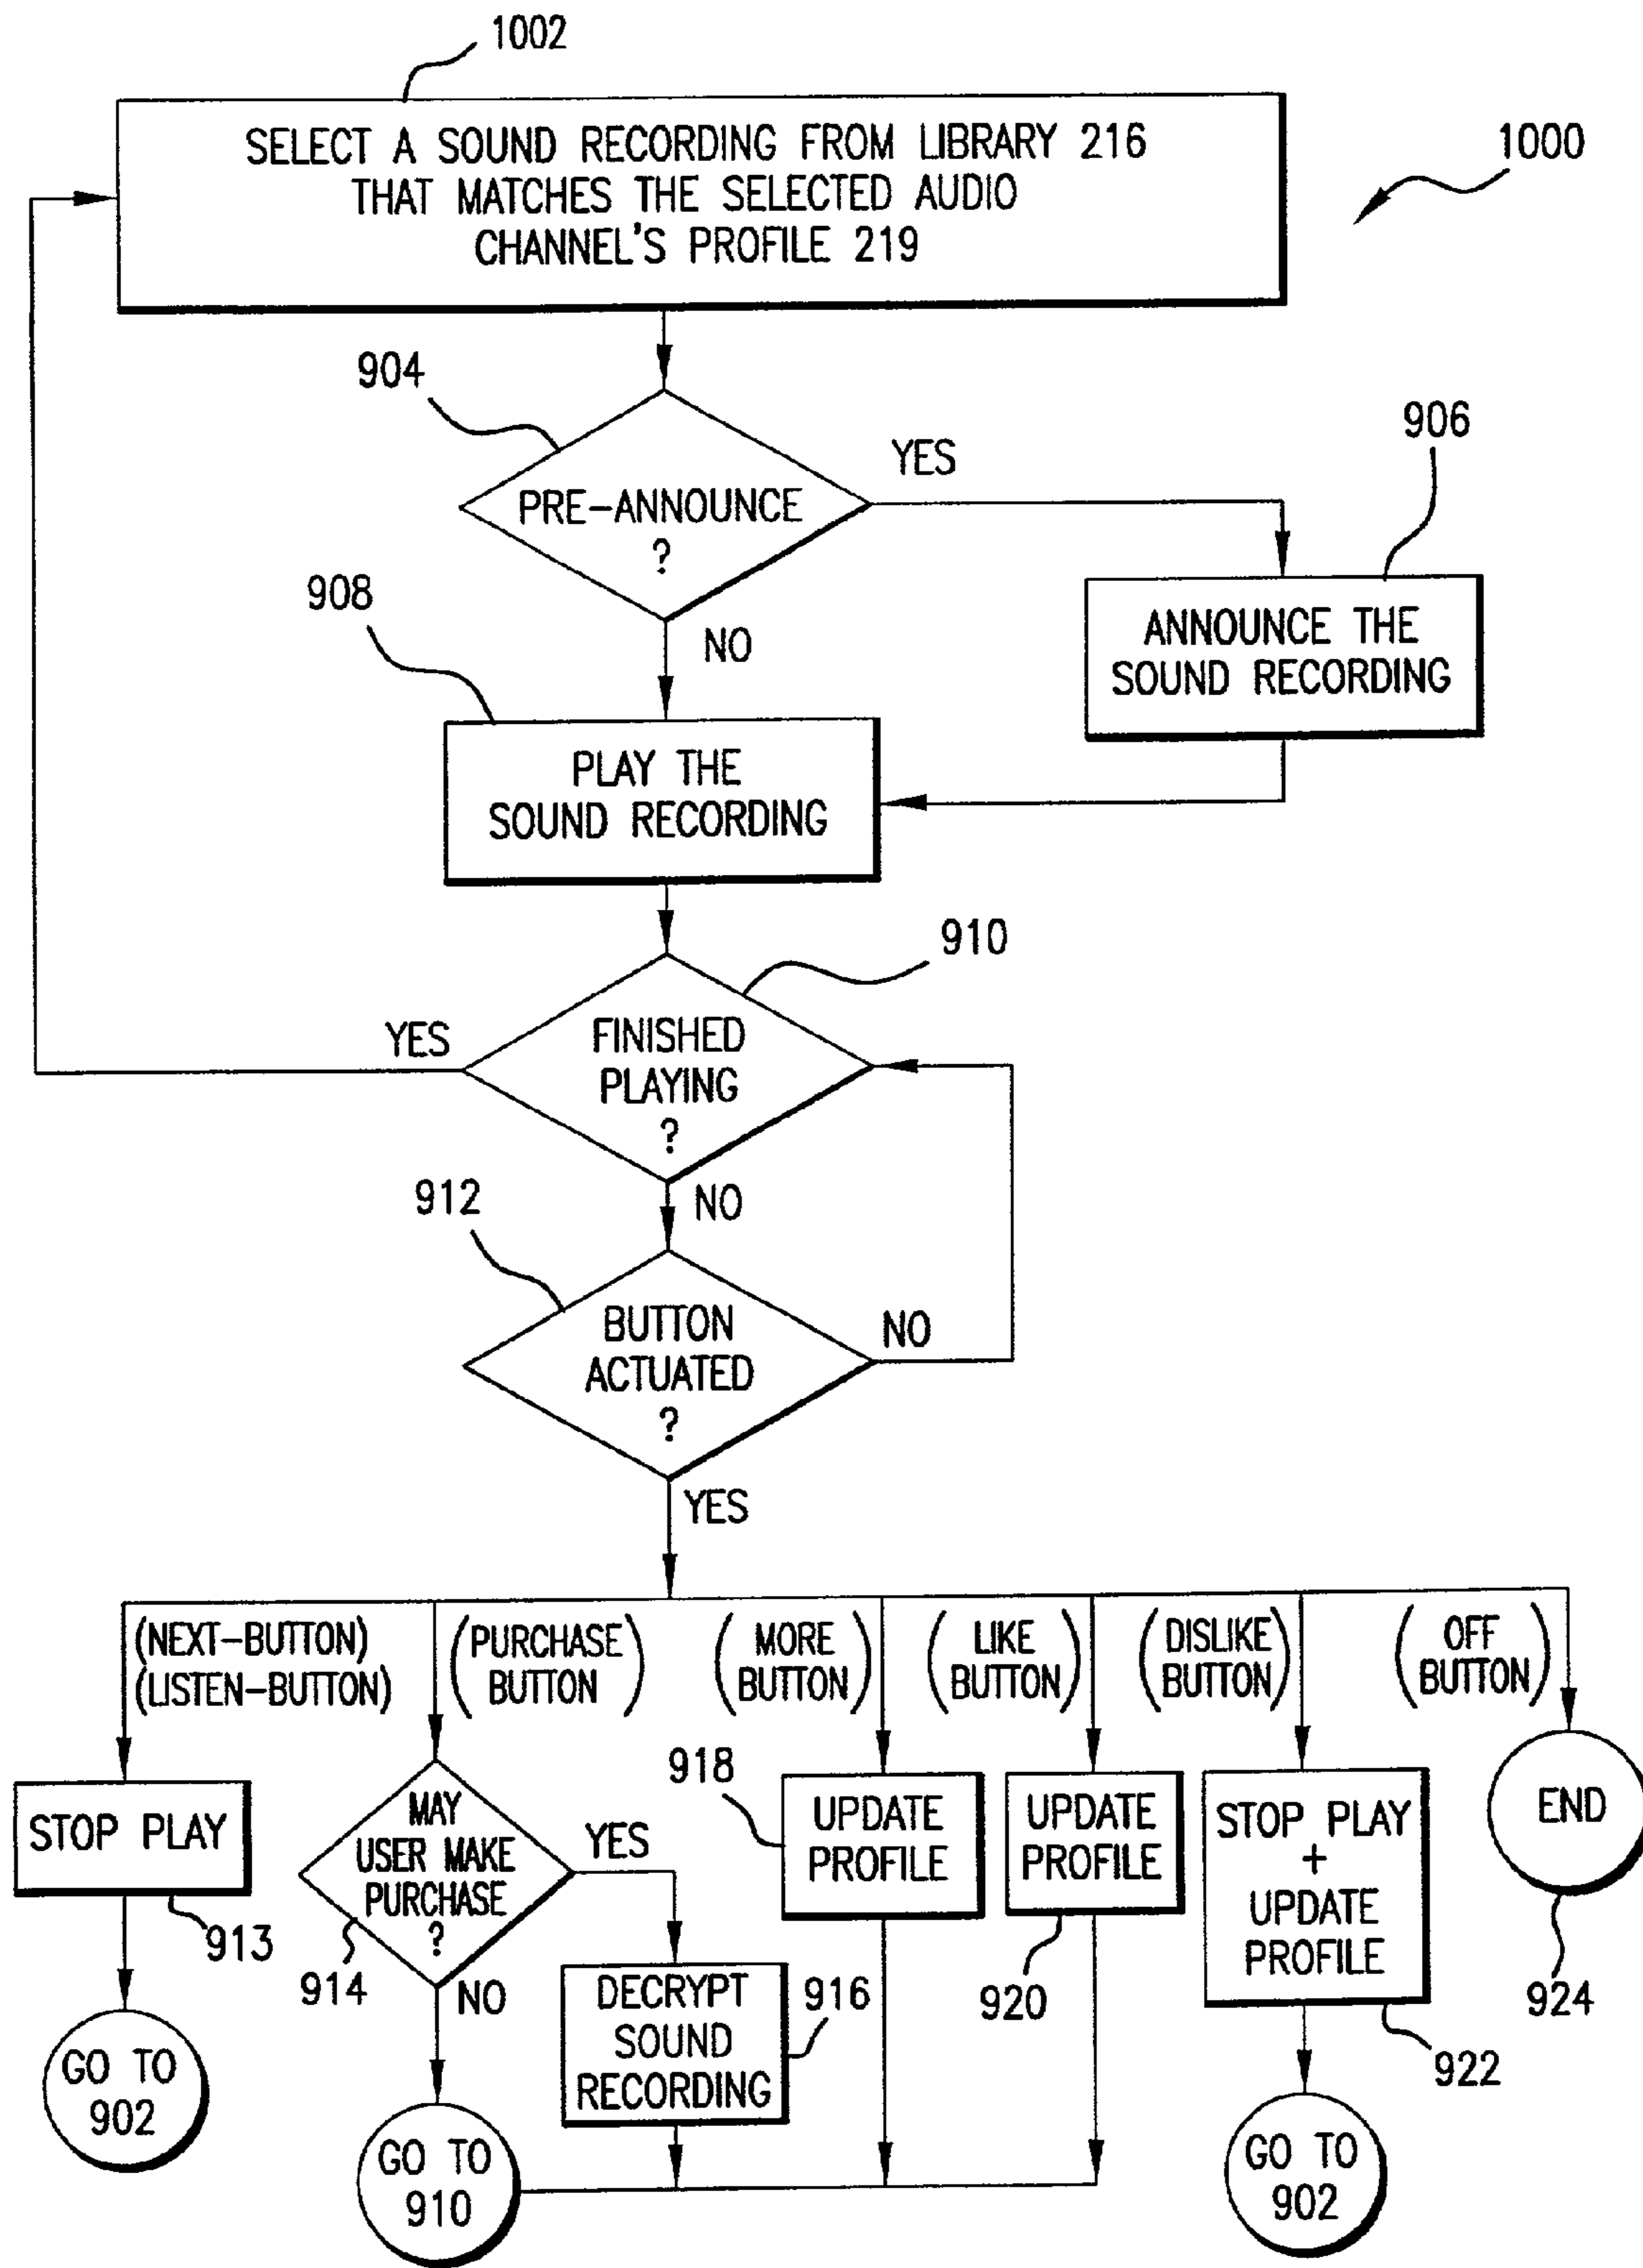 1002
SELECT A SOUND RECORDING FROM LIBRARY 216
THAT MATCHES THE SELECTED AUDIO
CHANNEL'S PROFILE 219
1000
904
PRE-ANNOUNCE
?
YES
NO
906
ANNOUNCE THE
SOUND RECORDING
908
PLAY THE
SOUND RECORDING
910
FINISHED
PLAYING
?
YES
NO
912
BUTTON
ACTUATED
?
NO
YES
(NEXT-BUTTON)
(LISTEN-BUTTON)
(PURCHASE
BUTTON)
(MORE
BUTTON)
(LIKE
BUTTON)
(DISLIKE
BUTTON)
(OFF
BUTTON)
STOP PLAY
913
GO TO
902
MAY
USER MAKE
PURCHASE
?
914
YES
NO
DECRYPT
SOUND
RECORDING
916
GO TO
910
918
UPDATE
PROFILE
UPDATE
PROFILE
920
STOP PLAY
+
UPDATE
PROFILE
922
GO TO
902
END
924